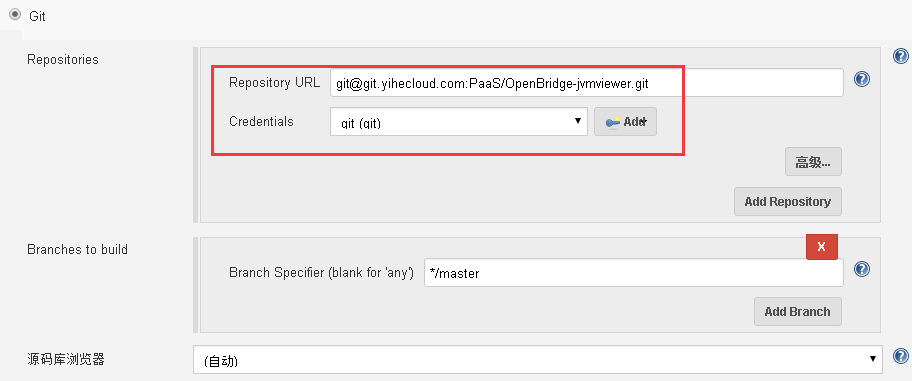 Git
Repositories
Repository URL git@git.yihecloud.com:PaaS/OpenBridge-jvmviewer.git
Credentials git (git) Add
高级...
Add Repository
Branches to build
X
Branch Specifier (blank for 'any') */master
Add Branch
源码库浏览器 (自动)